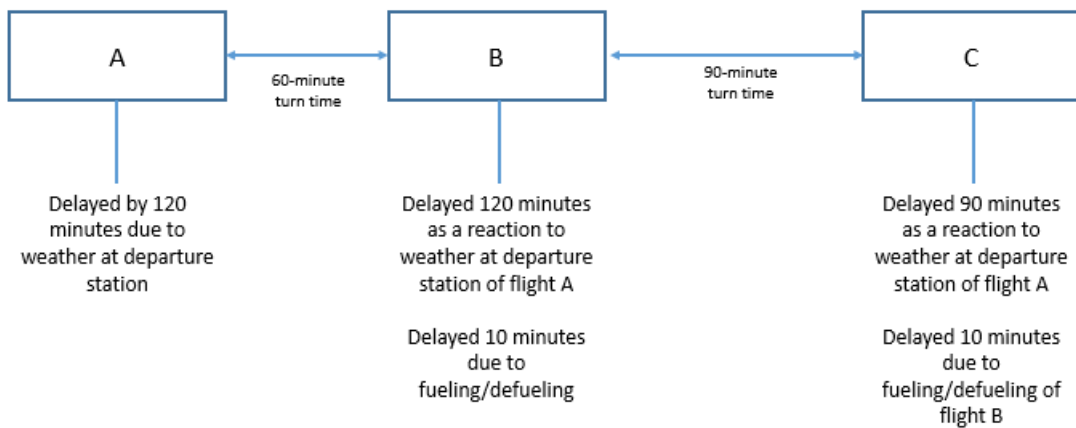 A
B
C
60-minute
turn time
90-minute
turn time
Delayed by 120
minutes due to
weather at departure
station
Delayed 120 minutes
as a reaction to
weather at departure
station of flight A
Delayed 10 minutes
due to
fueling/defueling
Delayed 90 minutes
as a reaction to
weather at departure
station of flight A
Delayed 10 minutes
due to
fueling/defueling of
flight B